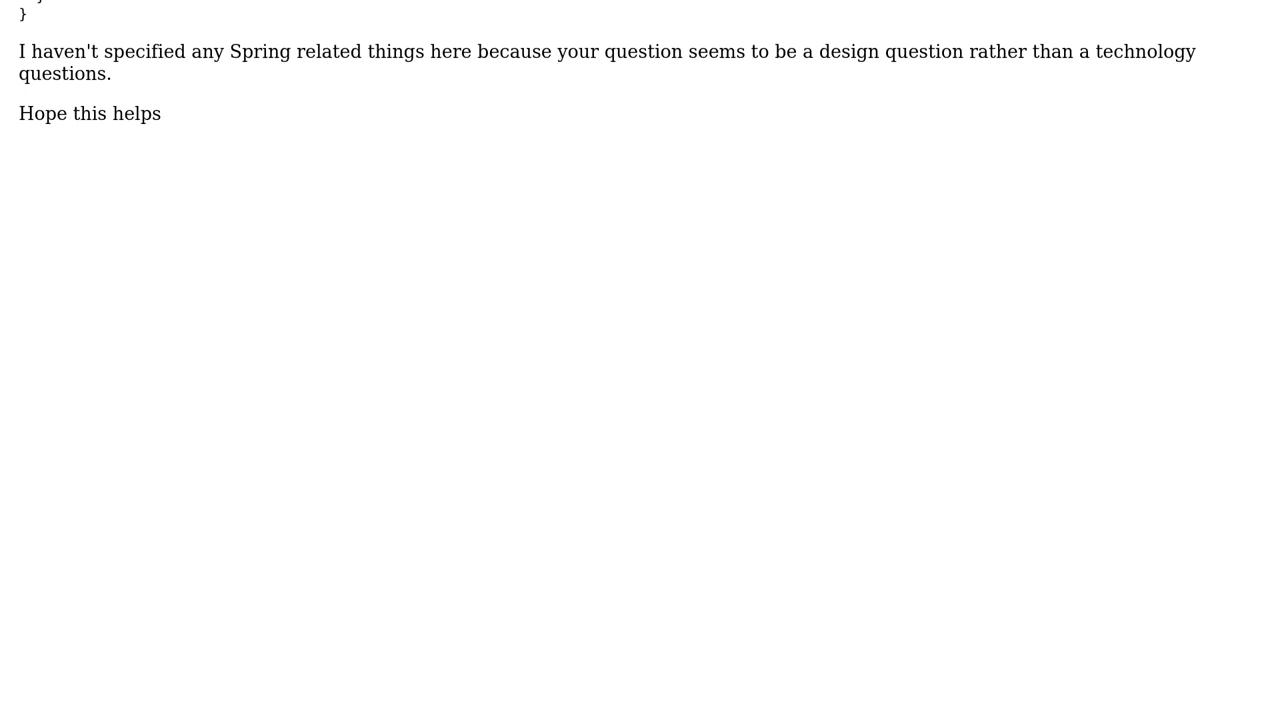 }
}
I haven't specified any Spring related things here because your question seems to be a design question rather than a technology
questions.
Hope this helps